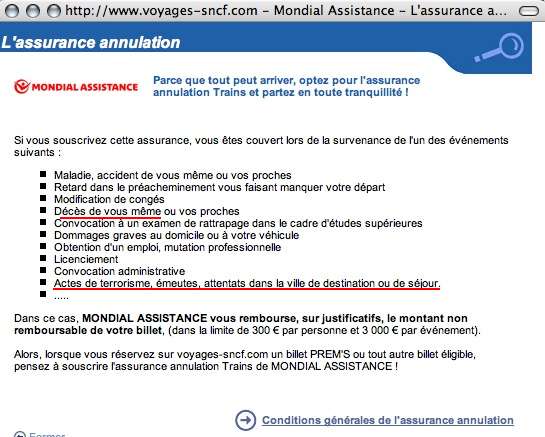 http://www.voyages-sncf.com – Mondial Assistance – L'assurance a...
L'assurance annulation
MONDIAL ASSISTANCE
Parce que tout peut arriver, optez pour l'assurance
annulation Trains et partez en toute tranquillité !
Si vous souscrivez cette assurance, vous êtes couvert lors de la survenance de l'un des événements
suivants :
Maladie, accident de vous même ou vos proches
Retard dans le préacheminement vous faisant manquer votre départ
Modification de congés
Décès de vous même ou vos proches
Convocation à un examen de rattrapage dans le cadre d'études supérieures
Dommages graves au domicile ou à votre véhicule
Obtention d'un emploi, mutation professionnelle
Licenciement
Convocation administrative
Actes de terrorisme, émeutes, attentats dans la ville de destination ou de séjour.
.....
Dans ce cas, MONDIAL ASSISTANCE vous rembourse, sur justificatifs, le montant non
remboursable de votre billet, (dans la limite de 300 € par personne et 3 000 € par événement).
Alors, lorsque vous réservez sur voyages-sncf.com un billet PREM'S ou tout autre billet éligible,
pensez à souscrire l'assurance annulation Trains de MONDIAL ASSISTANCE !
Conditions générales de l'assurance annulation
Fermer